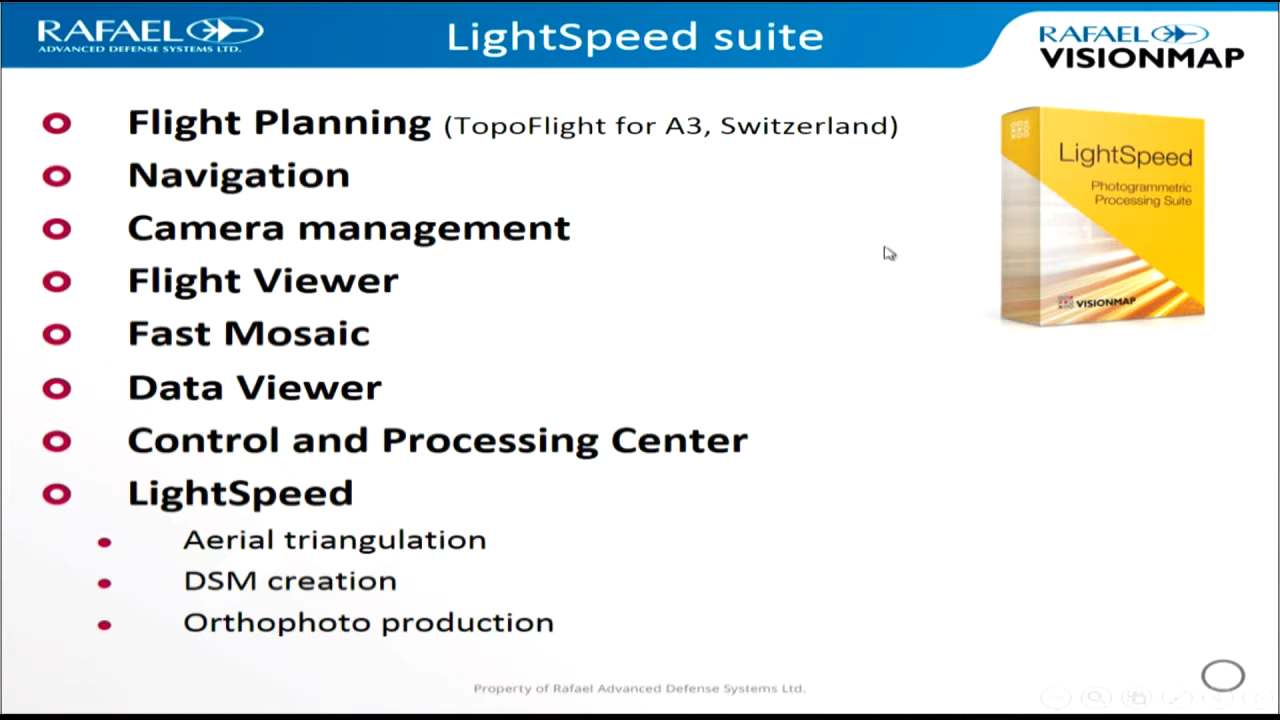 RAFAEL
ADVANCED DEFENSE SYSTEMS LTD.
LightSpeed suite
RAFAEL
VISIONMAP
Flight Planning (TopoFlight for A3, Switzerland)
Navigation
Camera management
Flight Viewer
Fast Mosaic
Data Viewer
Control and Processing Center
LightSpeed
Aerial triangulation
DSM creation
Orthophoto production
LightSpeed
Photogrammetric
Processing Suite
VISIONMAP
Property of Rafael Advanced Defense Systems Ltd.